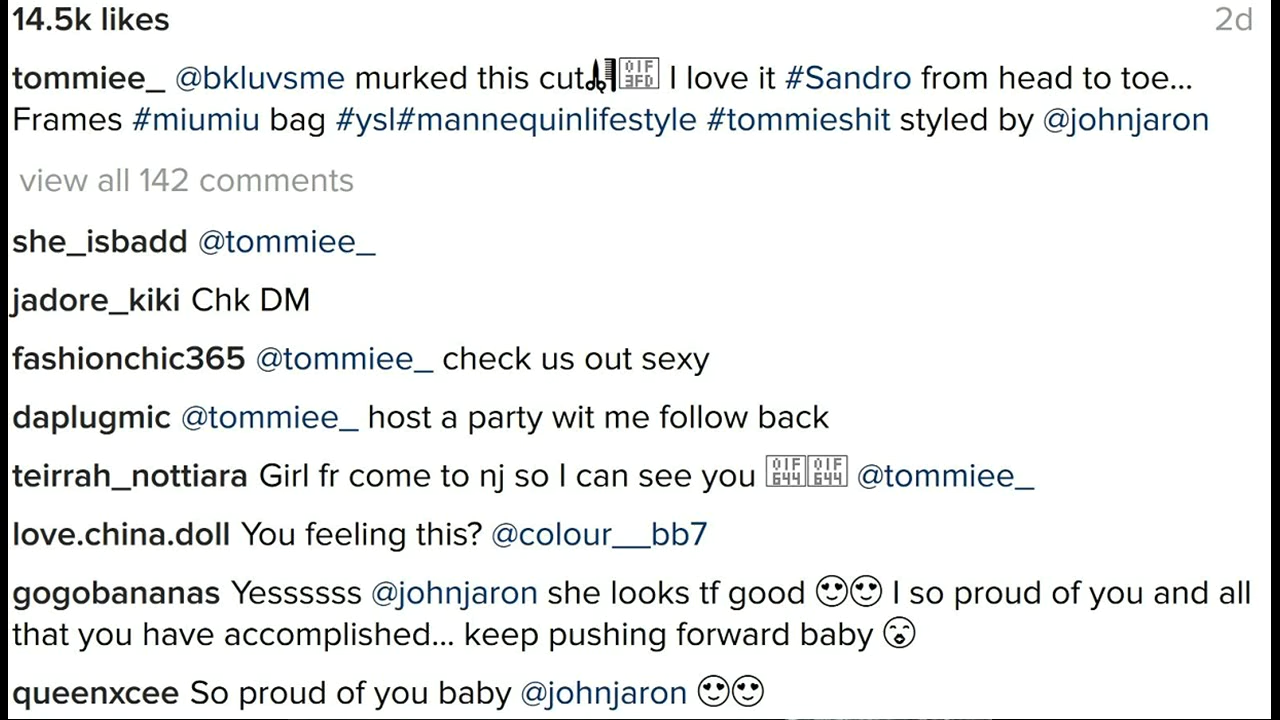 14.5k likes 2d
tommiee_ @bkluvsme murked this cut I love it #Sandro from head to toe...
Frames #miumiu bag #ysl#mannequinlifestyle #tommieshit styled by @johnjaron
view all 142 comments
she_isbadd @tommiee_
jadore_kiki Chk DM
fashionchic365 @tommiee_ check us out sexy
daplugmic @tommiee_ host a party wit me follow back
teirrah_nottiara Girl fr come to nj so I can see you @tommiee_
love.china.doll You feeling this? @colour__bb7
gogobananas Yessssss @johnjaron she looks tf good 😍😍 I so proud of you and all
that you have accomplished... keep pushing forward baby 😘
queenxcee So proud of you baby @johnjaron 😍😍